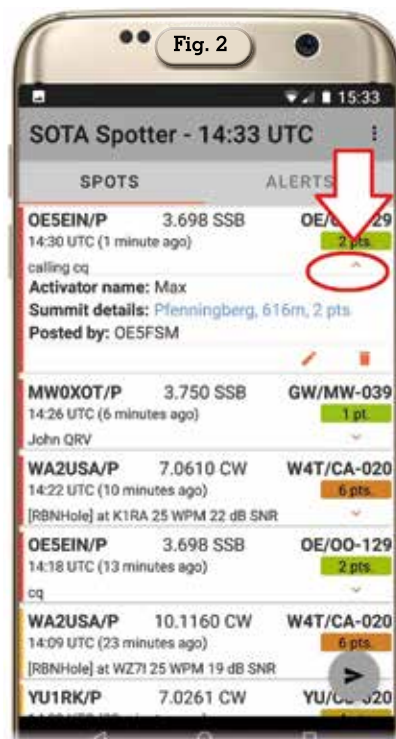 Fig. 2
15:33
SOTA Spotter - 14:33 UTC
SPOTS ALERTS
OE5EIN/P 3.698 SSB OE/ 29
14:30 UTC (1 minute ago) 2 pts.
calling cq
Activator name: Max
Summit details: Pfenningberg, 616m, 2 pts
Posted by: OE5FSM
MW0XOT/P 3.750 SSB GW/MW-039
14:26 UTC (6 minutes ago) 1 pt.
John QRV
WA2USA/P 7.0610 CW W4T/CA-020
14:22 UTC (10 minutes ago) 6 pts.
[RBNHole] at K1RA 25 WPM 22 dB SNR
OE5EIN/P 3.698 SSB OE/OO-129
14:18 UTC (13 minutes ago) 2 pts.
cq
WA2USA/P 10.1160 CW W4T/CA-020
14:09 UTC (23 minutes ago) 6 pts.
[RBNHole] at WZ7I 25 WPM 19 dB SNR
YU1RK/P 7.0261 CW YU/ 020